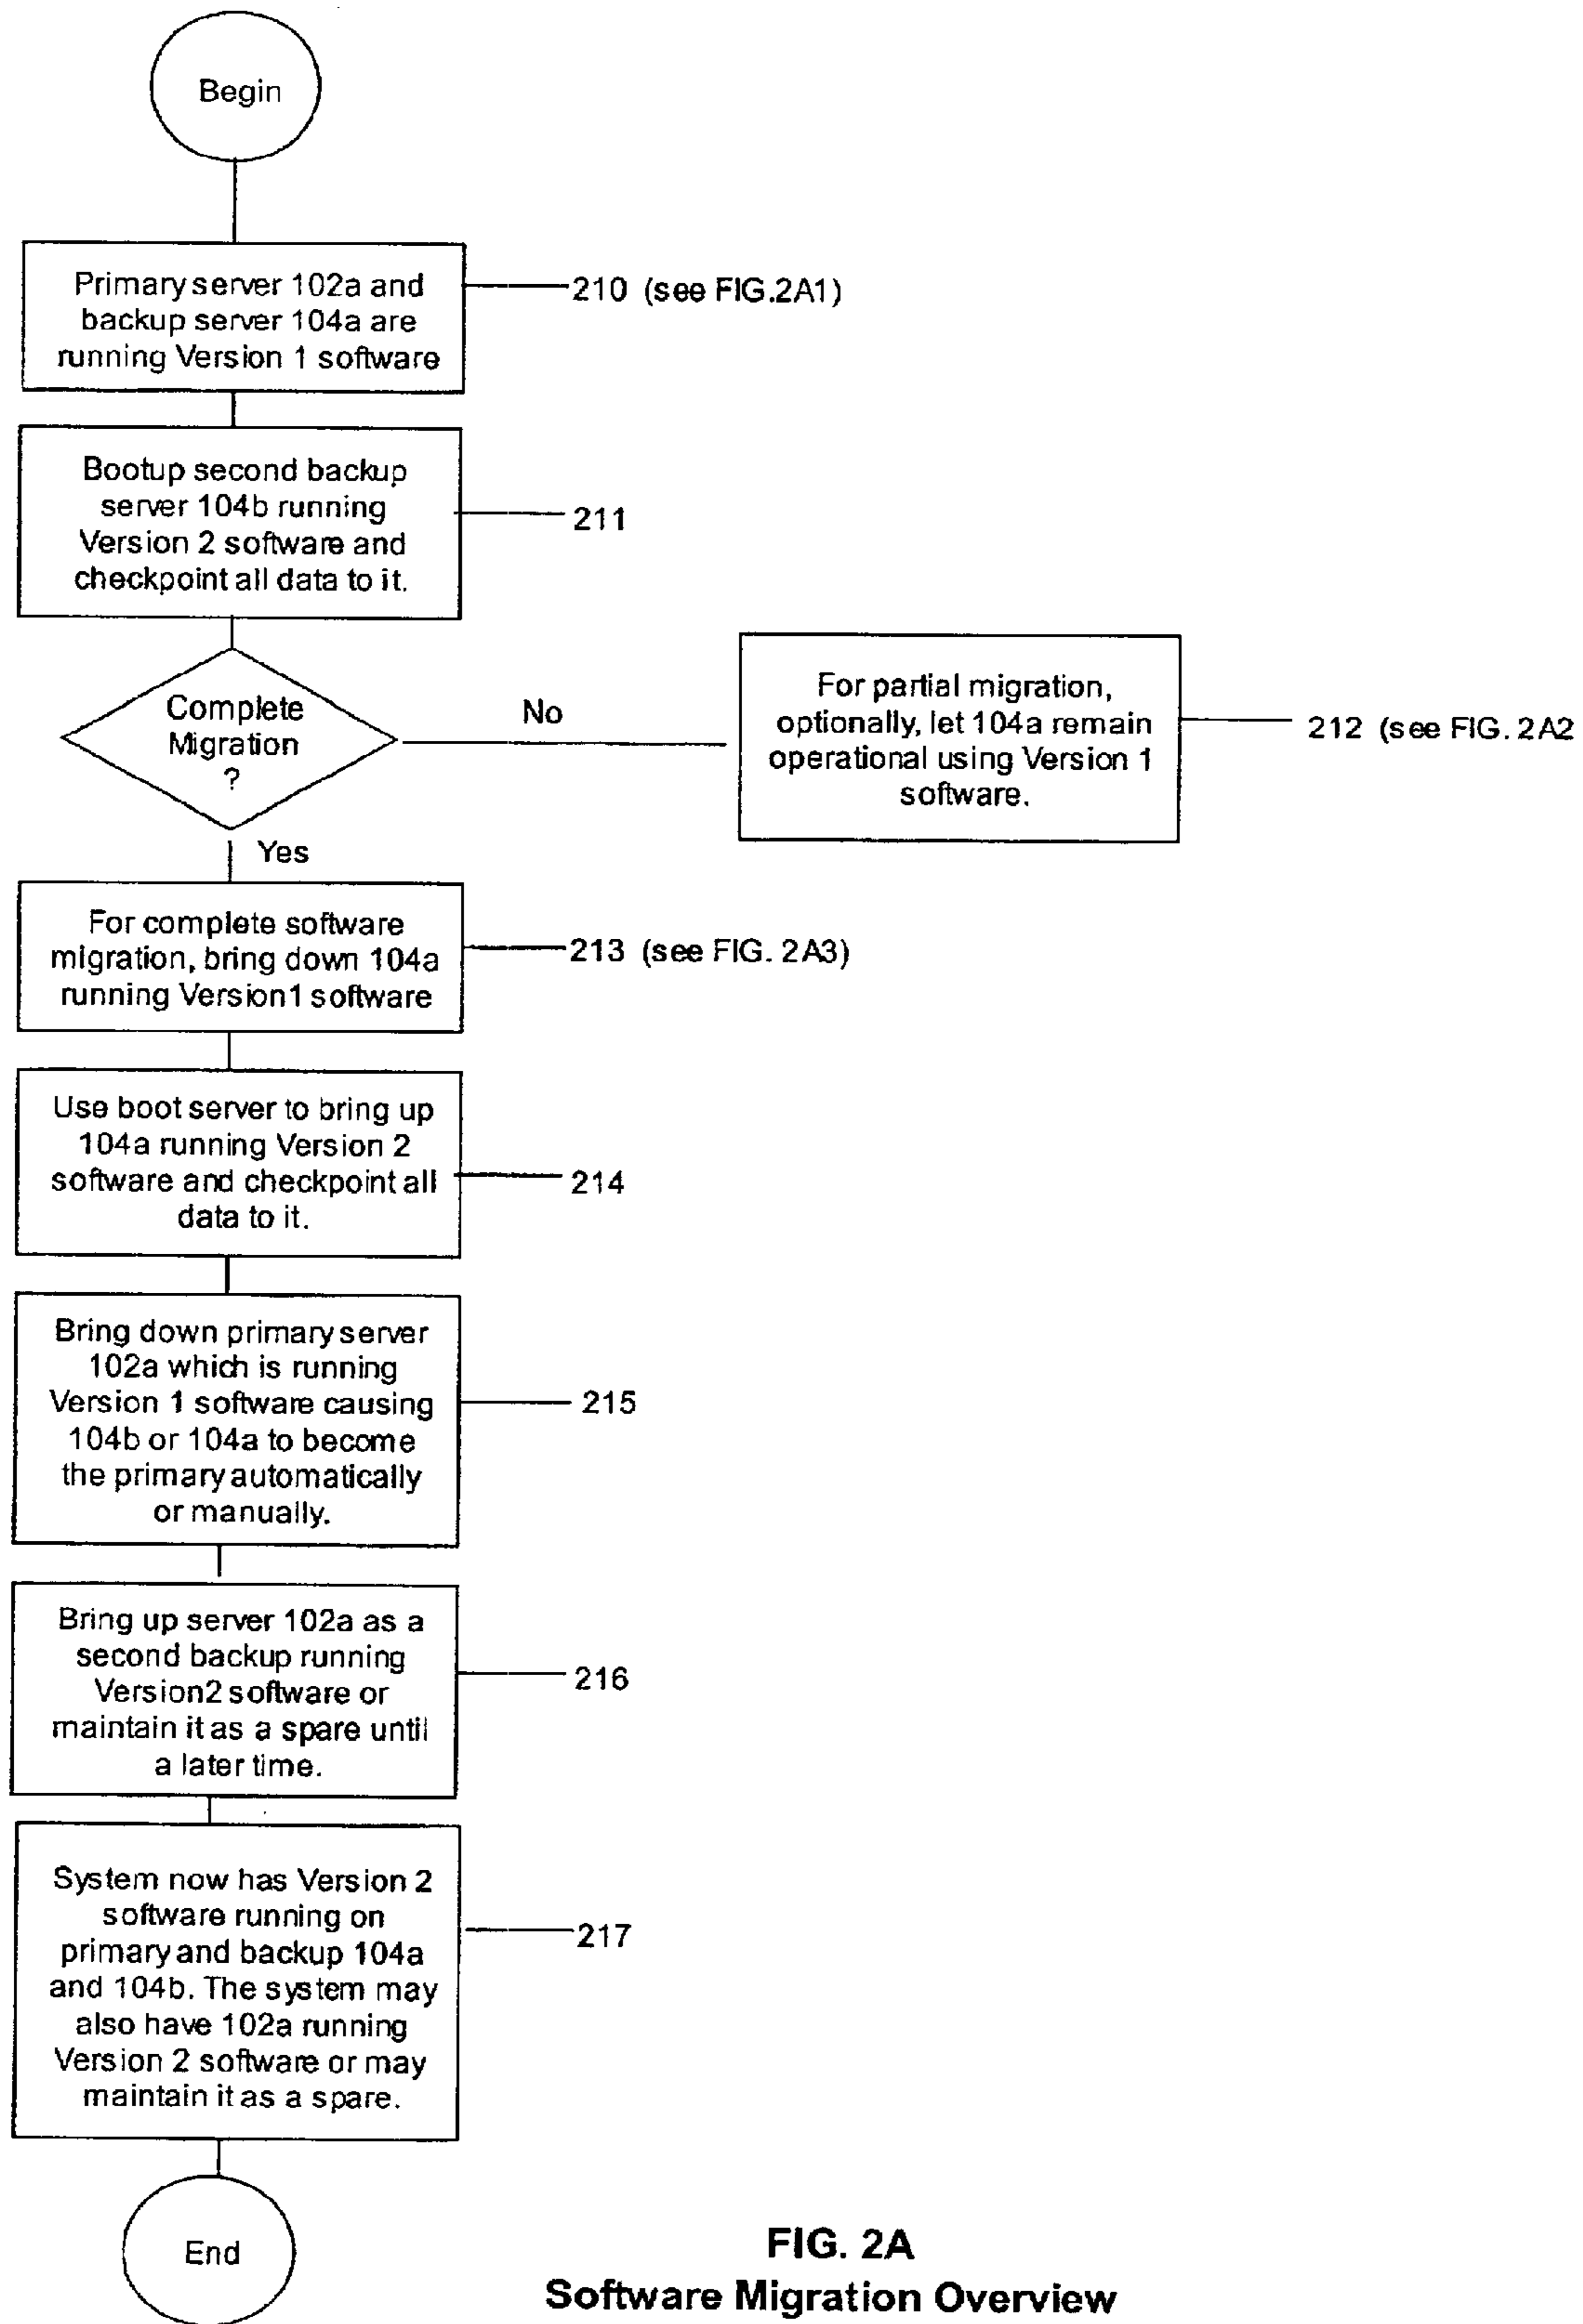 Begin
Primary server 102a and
backup server 104a are
running Version 1 software
210 (see FIG.2A1)
Bootup second backup
server 104b running
Version 2 software and
checkpoint all data to it.
211
Complete
Migration
?
No
For partial migration,
optionally, let 104a remain
operational using Version 1
software.
212 (see FIG. 2A2
Yes
For complete software
migration, bring down 104a
running Version1 software
213 (see FIG. 2A3)
Use boot server to bring up
104a running Version 2
software and checkpoint all
data to it.
214
Bring down primary server
102a which is running
Version 1 software causing
104b or 104a to become
the primary automatically
or manually.
215
Bring up server 102a as a
second backup running
Version2 software or
maintain it as a spare until
a later time.
216
System now has Version 2
software running on
primary and backup 104a
and 104b. The system may
also have 102a running
Version 2 software or may
maintain it as a spare.
217
End
FIG. 2A
Software Migration Overview